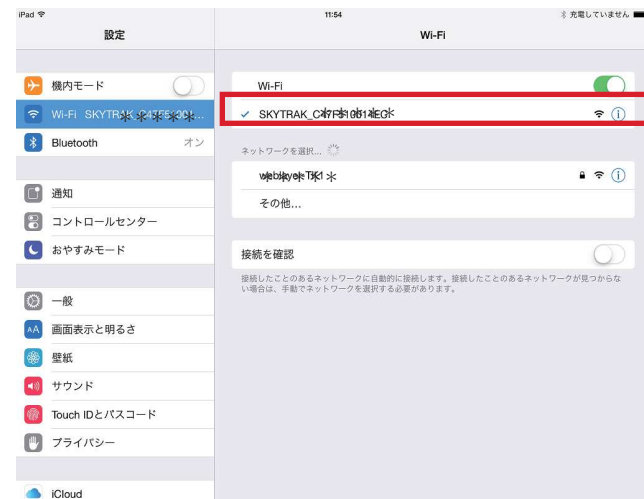 iPad
11:54
充電していません
設定
Wi-Fi
機内モード
Wi-Fi SKYTRAK
Bluetooth オン
通知
コントロールセンター
おやすみモード
一般
画面表示と明るさ
壁紙
サウンド
Touch IDとパスコード
プライバシー
iCloud
Wi-Fi
SKYTRAK
ネットワークを選択...
その他...
接続を確認
接続したことのあるネットワークに自動的に接続します。接続したことのあるネットワークが見つからな
い場合は、手動でネットワークを選択する必要があります。